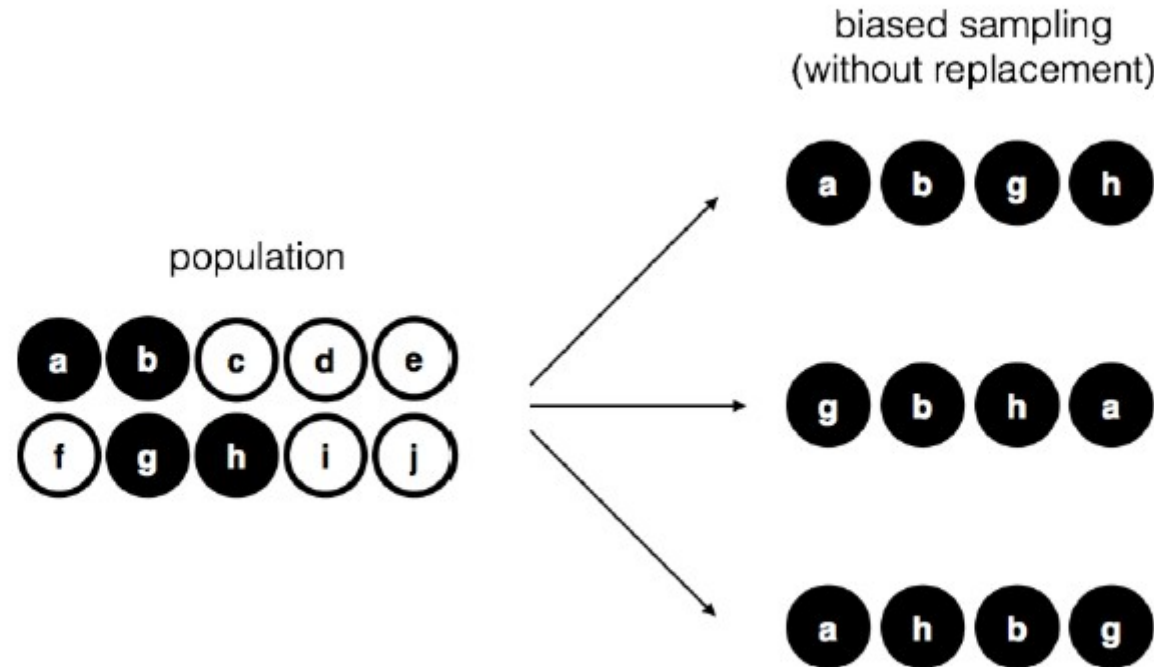 biased sampling
(without replacement)
a b g h
population
a b c d e
f g h i j
g b h a
a h b g